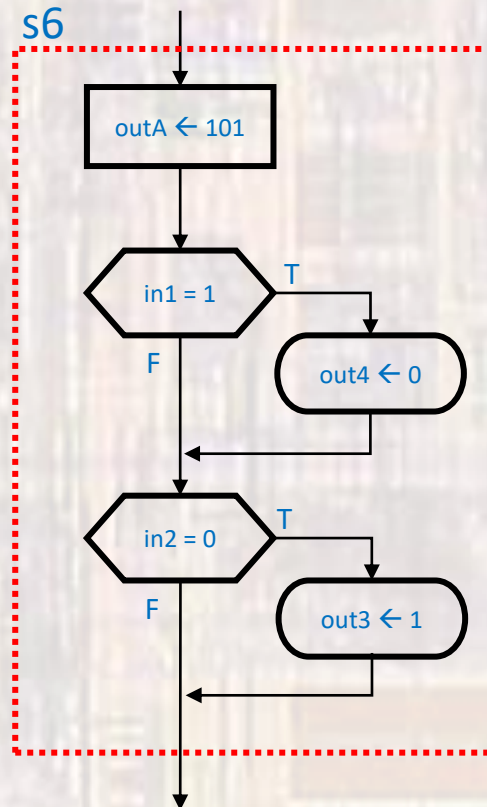 s6
outA ← 101
in1 = 1
T
F
out4 ← 0
in2 = 0
T
F
out3 ← 1